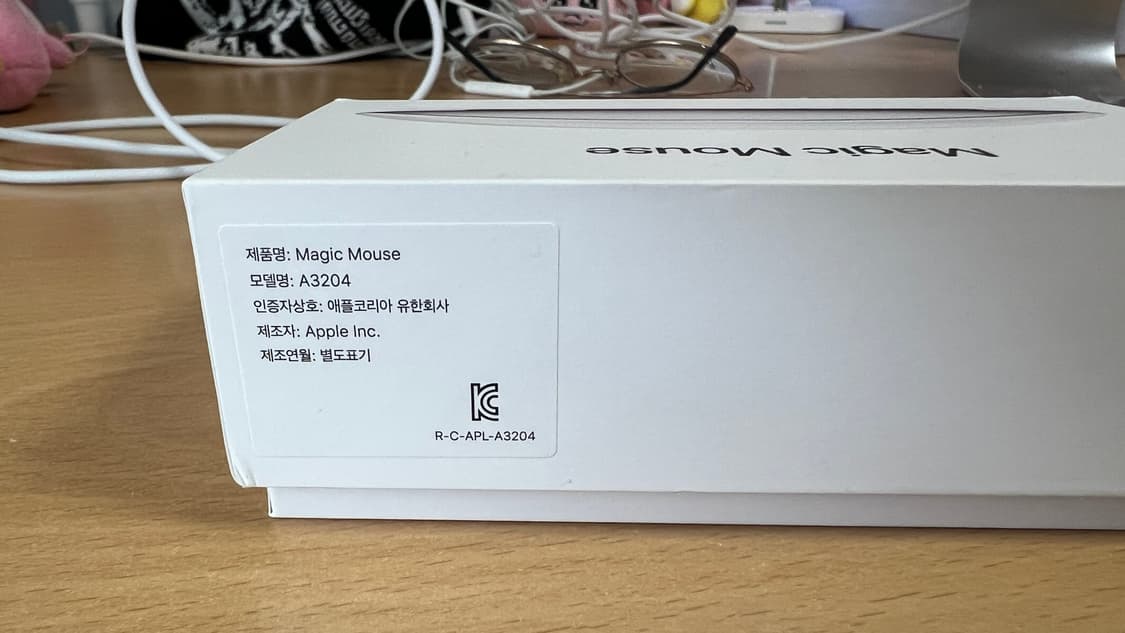 Magic Mouse
제품명: Magic Mouse
모델명: A3204
인증자상호: 애플코리아 유한회사
제조자: Apple Inc.
제조연월: 별도표기
R-C-APL-A3204